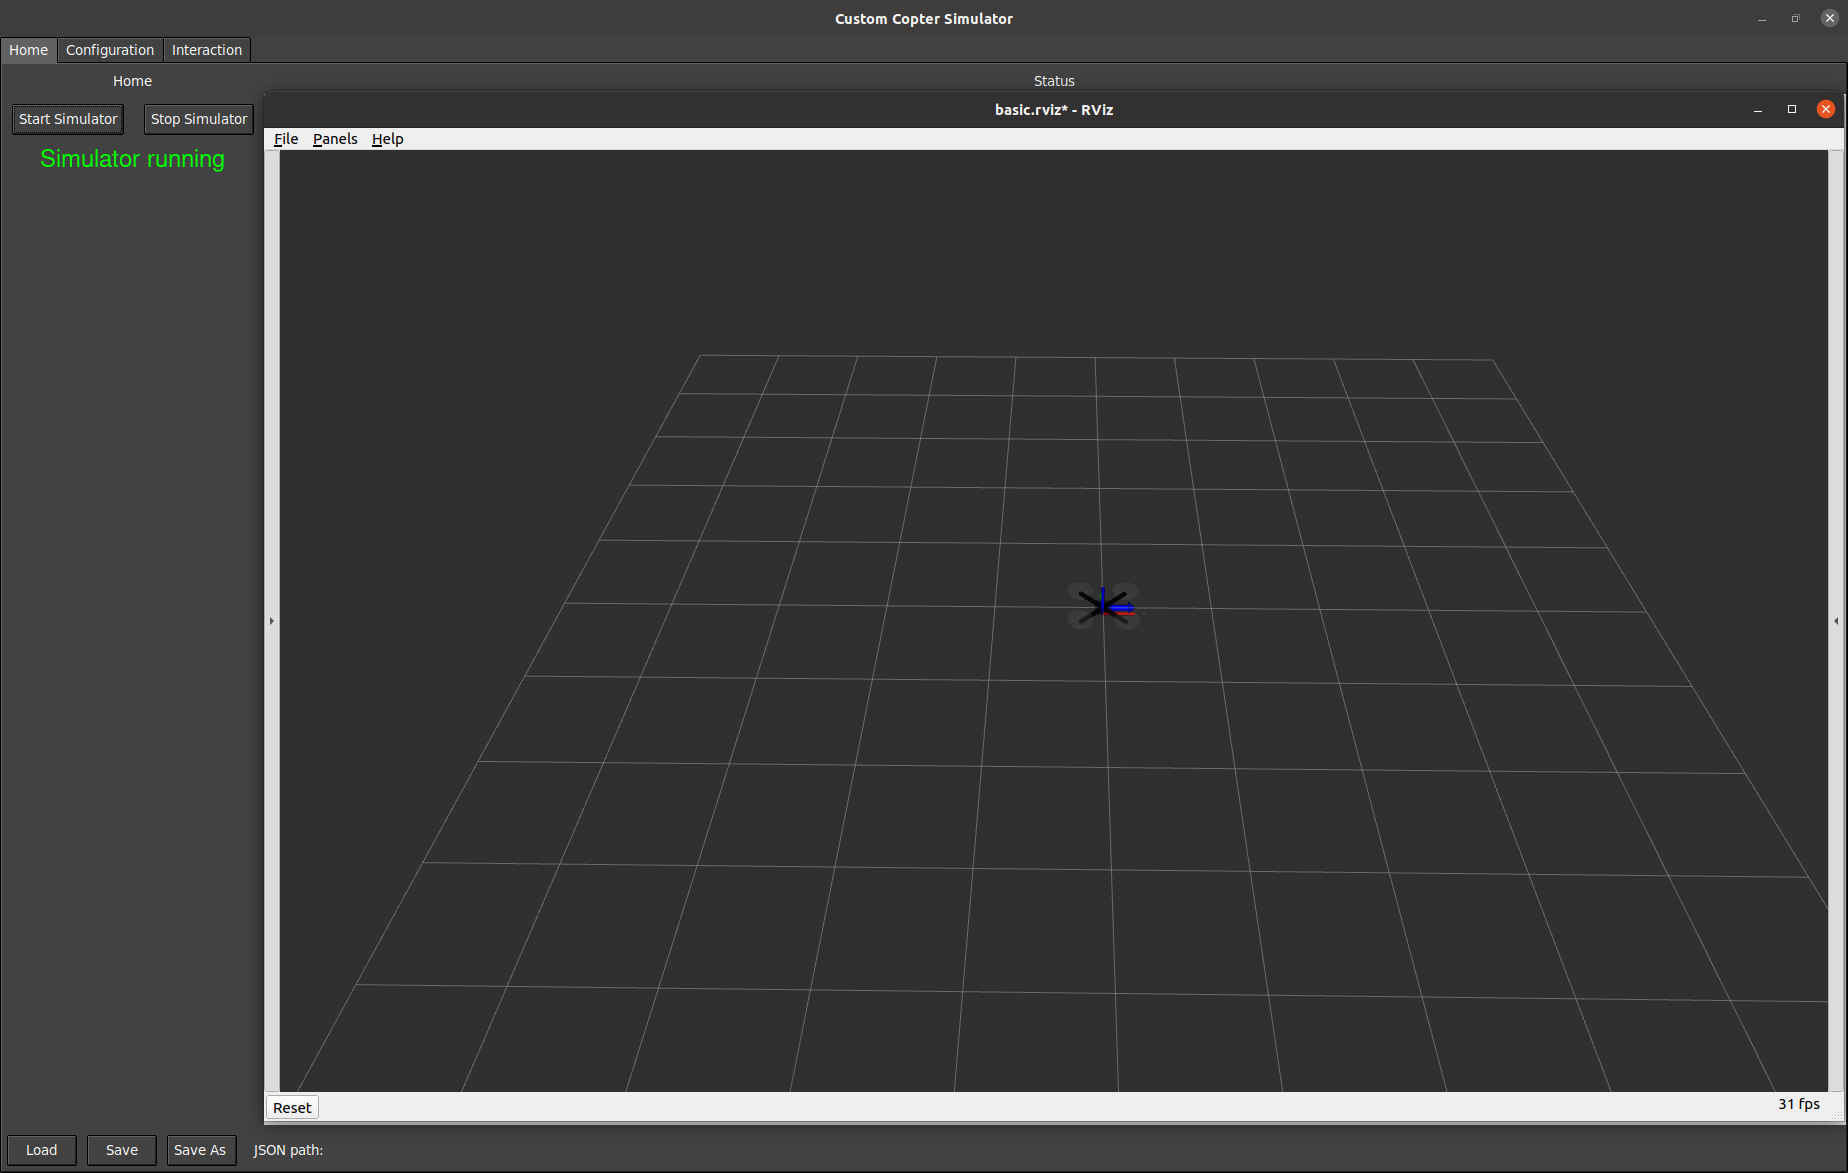 Custom Copter Simulator
Home Configuration Interaction
Home Status
Start Simulator Stop Simulator
Simulator running
basic.rviz* - RViz
File Panels Help
Reset 31 fps
Load Save Save As JSON path: